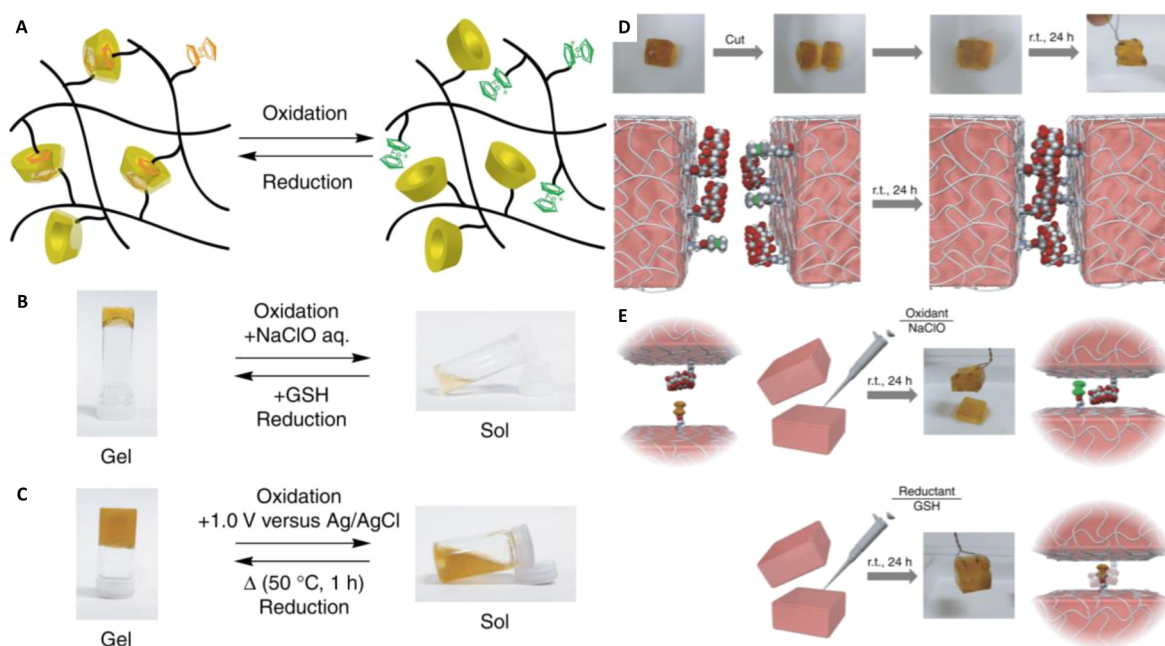 A
Oxidation
Reduction
B
Oxidation
+NaClO aq.
+GSH
Reduction
Gel
Sol
C
Oxidation
+1.0 V versus Ag/AgCl
Δ (50 °C, 1 h)
Reduction
Gel
Sol
D
Cut
r.t., 24 h
r.t., 24 h
E
Oxidant
NaClO
r.t., 24 h
Reductant
GSH
r.t., 24 h